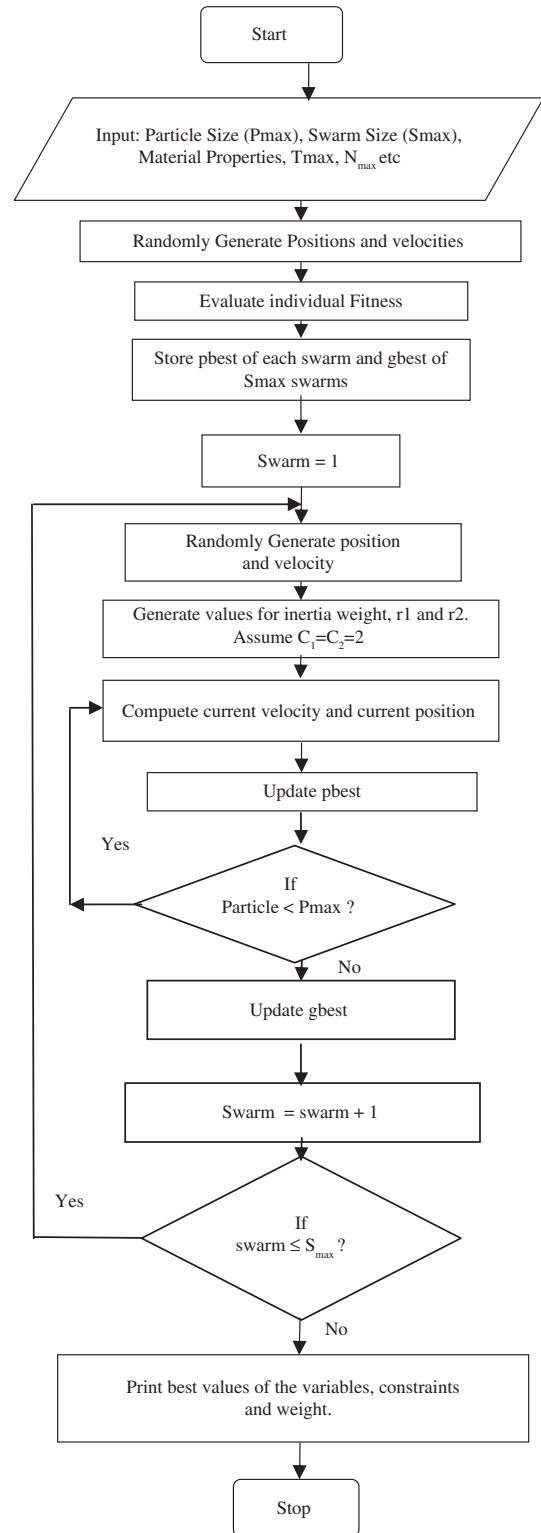 Start
Input: Particle Size (Pmax), Swarm Size (Smax),
Material Properties, Tmax, Nmax etc
Randomly Generate Positions and velocities
Evaluate individual Fitness
Store pbest of each swarm and gbest of
Smax swarms
Swarm = 1
Randomly Generate position
and velocity
Generate values for inertia weight, r1 and r2.
Assume C1=C2=2
Compuete current velocity and current position
Update pbest
Yes
If
Particle < Pmax ?
No
Update gbest
Swarm = swarm + 1
Yes
If
swarm ≤ Smax ?
No
Print best values of the variables, constraints
and weight.
Stop